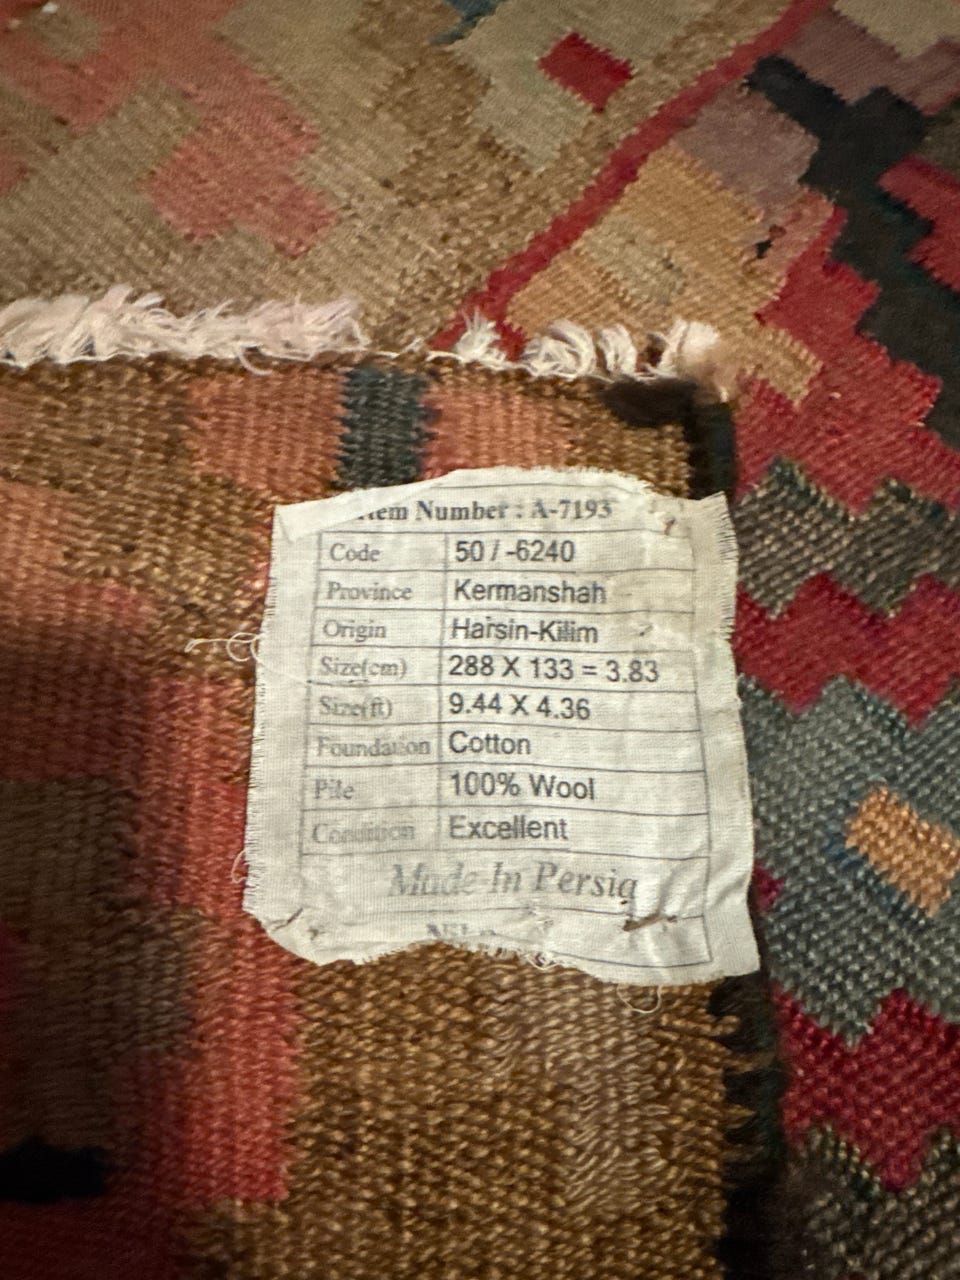 Item Number : A-7193
Code 50 / -6240
Province Kermanshah
Origin Harsin-Kilim
Size(cm) 288 X 133 = 3.83
Size(ft) 9.44 X 4.36
Foundation Cotton
Pile 100% Wool
Condition Excellent
Made In Persia